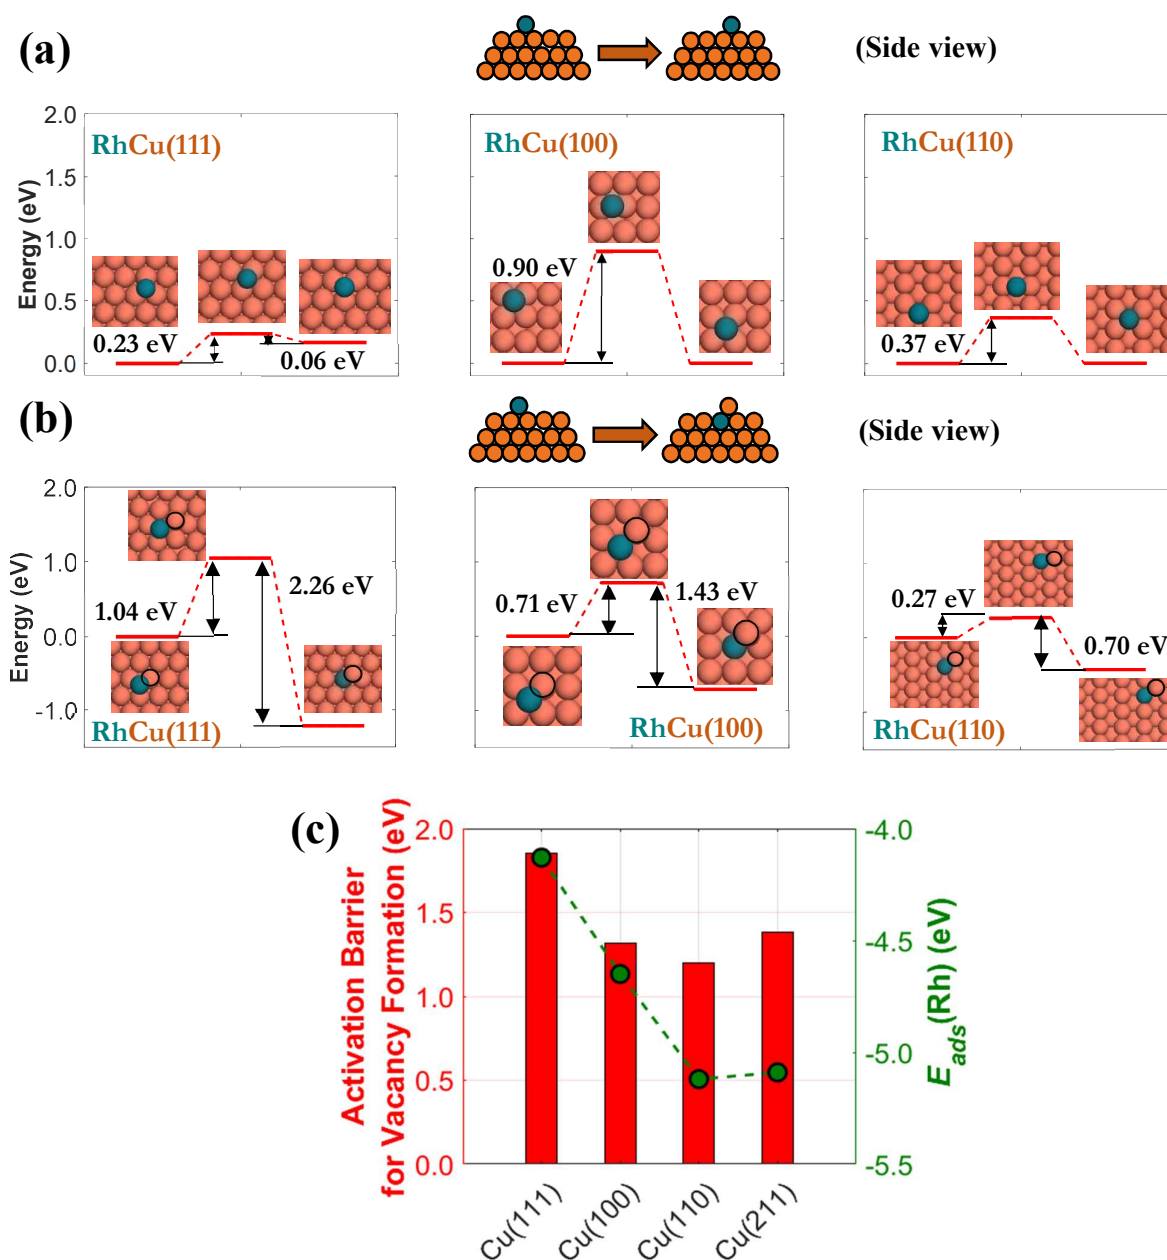 (a)
(Side view)
RhCu(111)
RhCu(100)
RhCu(110)
Energy (eV)
2.0
1.5
1.0
0.5
0.0
0.23 eV
0.06 eV
0.90 eV
0.37 eV
(b)
(Side view)
Energy (eV)
2.0
1.0
0.0
-1.0
1.04 eV
2.26 eV
RhCu(111)
0.71 eV
1.43 eV
RhCu(100)
0.27 eV
0.70 eV
RhCu(110)
(c)
Activation Barrier
for Vacancy Formation (eV)
2.0
1.5
1.0
0.5
0.0
-4.0
-4.5
-5.0
-5.5
E_ads(Rh) (eV)
Cu(111)
Cu(100)
Cu(110)
Cu(211)